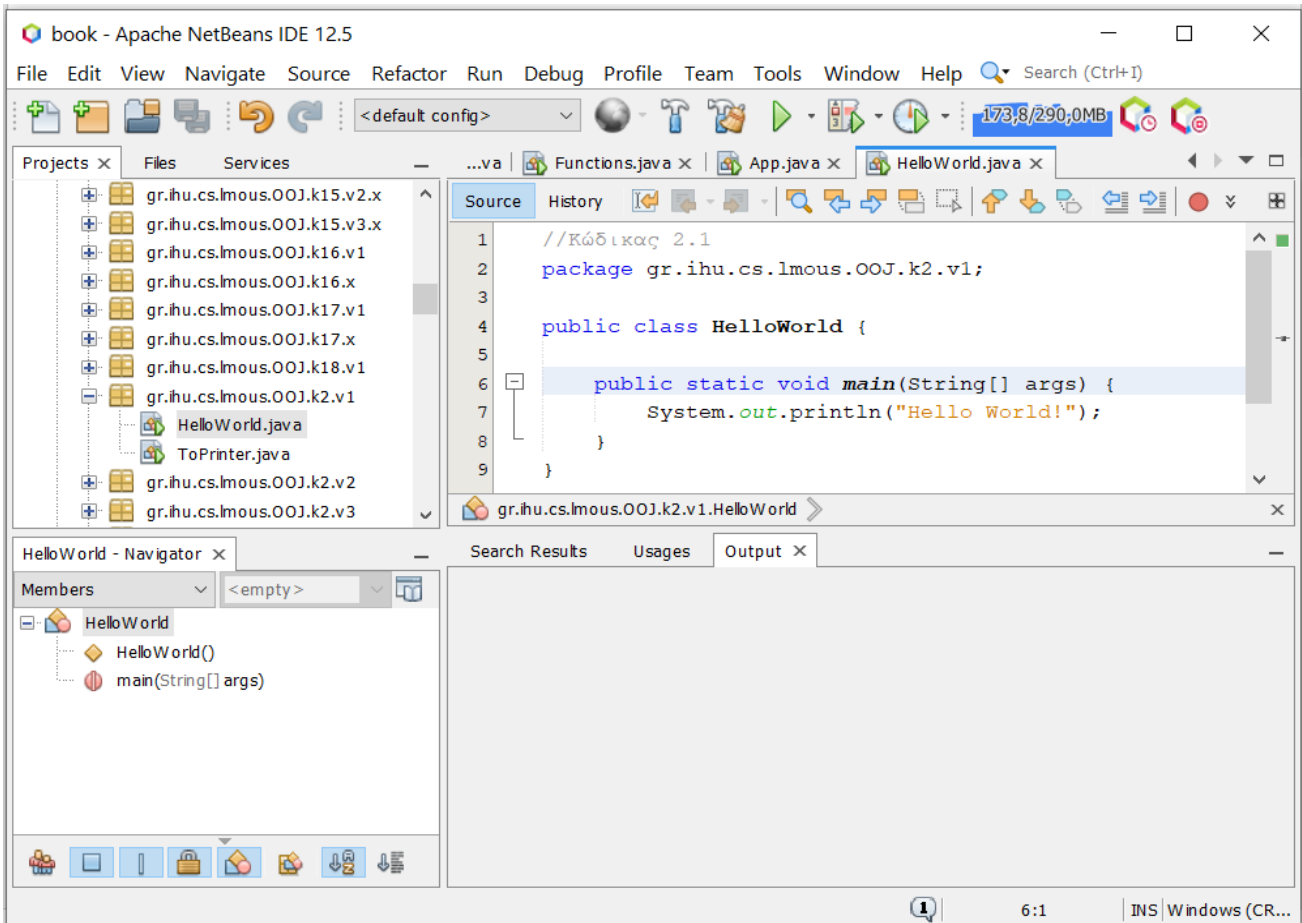 book - Apache NetBeans IDE 12.5
File Edit View Navigate Source Refactor Run Debug Profile Team Tools Window Help Search (Ctrl+I)
<default config> 173,8/290,0MB
Projects Files Services
gr.ihu.cs.lmous.OOJ.k15.v2.x
gr.ihu.cs.lmous.OOJ.k15.v3.x
gr.ihu.cs.lmous.OOJ.k16.v1
gr.ihu.cs.lmous.OOJ.k16.x
gr.ihu.cs.lmous.OOJ.k17.v1
gr.ihu.cs.lmous.OOJ.k17.x
gr.ihu.cs.lmous.OOJ.k18.v1
gr.ihu.cs.lmous.OOJ.k2.v1
HelloWorld.java
ToPrinter.java
gr.ihu.cs.lmous.OOJ.k2.v2
gr.ihu.cs.lmous.OOJ.k2.v3
...va Functions.java App.java HelloWorld.java
Source History
1 //Κώδικας 2.1
2 package gr.ihu.cs.lmous.OOJ.k2.v1;
3
4 public class HelloWorld {
5
6 public static void main(String[] args) {
7 System.out.println("Hello World!");
8 }
9 }
gr.ihu.cs.lmous.OOJ.k2.v1.HelloWorld
HelloWorld - Navigator
Members <empty>
HelloWorld
HelloWorld()
main(String[] args)
Search Results Usages Output
1 6:1 INS Windows (CR...